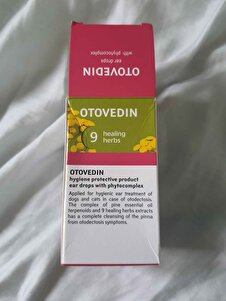 OTOVEDIN
ear drops
with phytocomplex
OTOVEDIN
9 healing
herbs
OTOVEDIN
hygiene protective product
ear drops with phytocomplex
Applied for hygienic ear treatment of
dogs and cats in case of otodectosis.
The complex of pine essential oil
terpenoids and 9 healing herbs extracts
has a complete cleansing of the pinna
from otodectosis symptoms.